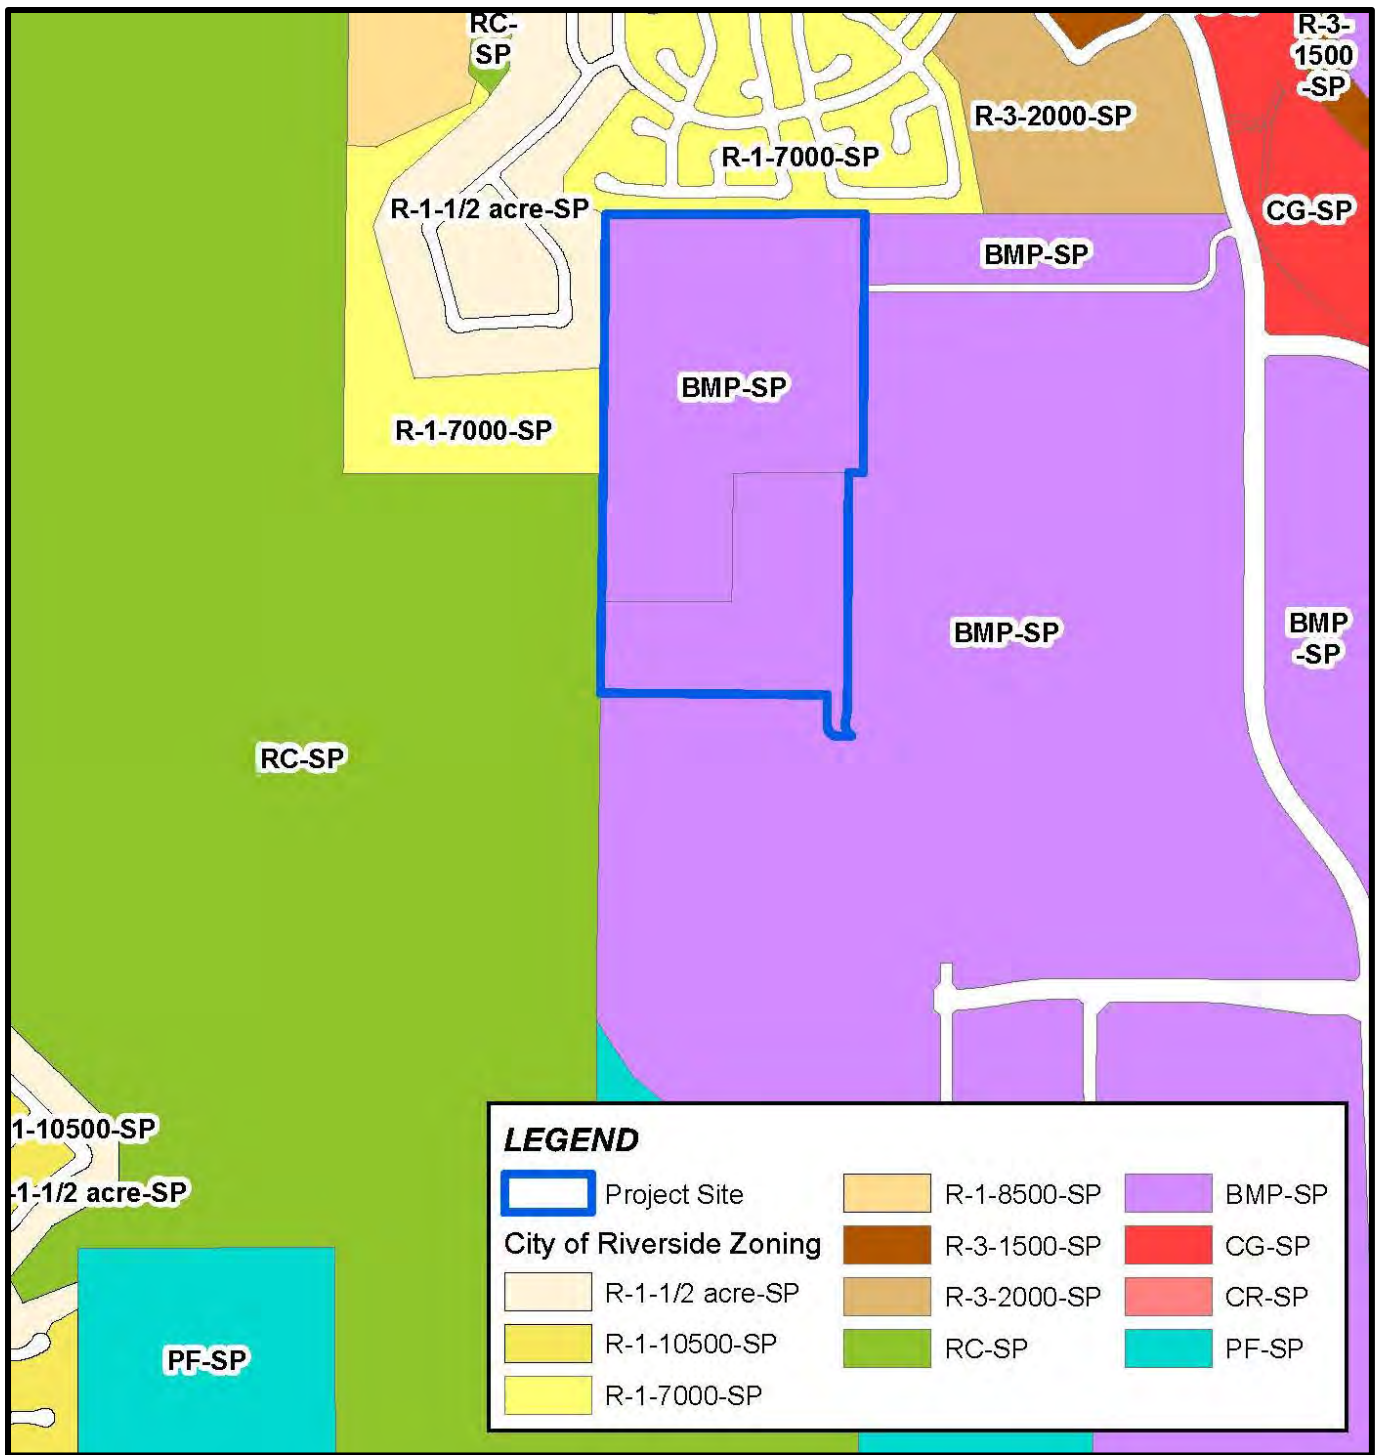 RC-
SP
R-3-
1500
-SP
R-3-2000-SP
R-1-7000-SP
R-1-1/2 acre-SP
CG-SP
BMP-SP
BMP-SP
R-1-7000-SP
BMP-SP
BMP
-SP
RC-SP
1-10500-SP
-1-1/2 acre-SP
PF-SP
LEGEND
Project Site
City of Riverside Zoning
R-1-1/2 acre-SP
R-1-10500-SP
R-1-7000-SP
R-1-8500-SP
R-3-1500-SP
R-3-2000-SP
RC-SP
BMP-SP
CG-SP
CR-SP
PF-SP